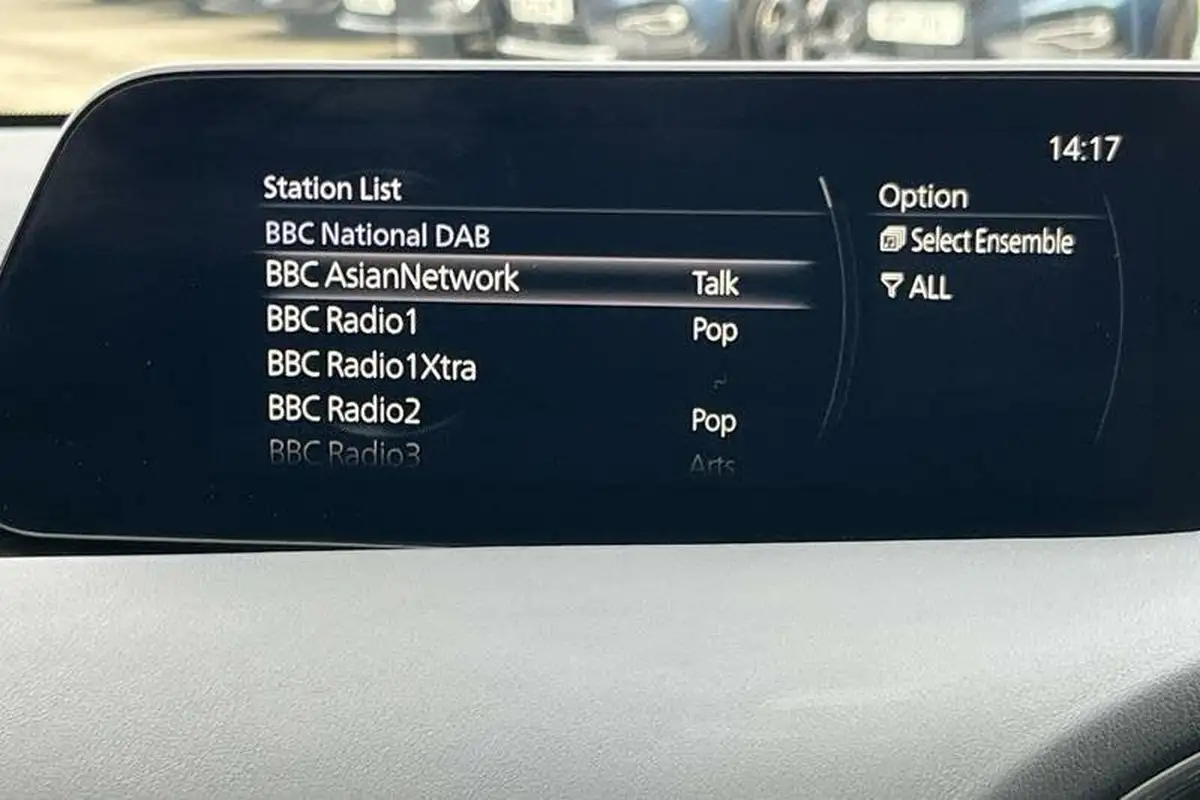 14:17
Station List
BBC National DAB
BBC AsianNetwork Talk
BBC Radio1 Pop
BBC Radio1Xtra
BBC Radio2 Pop
BBC Radio3 Arts
Option
Select Ensemble
ALL